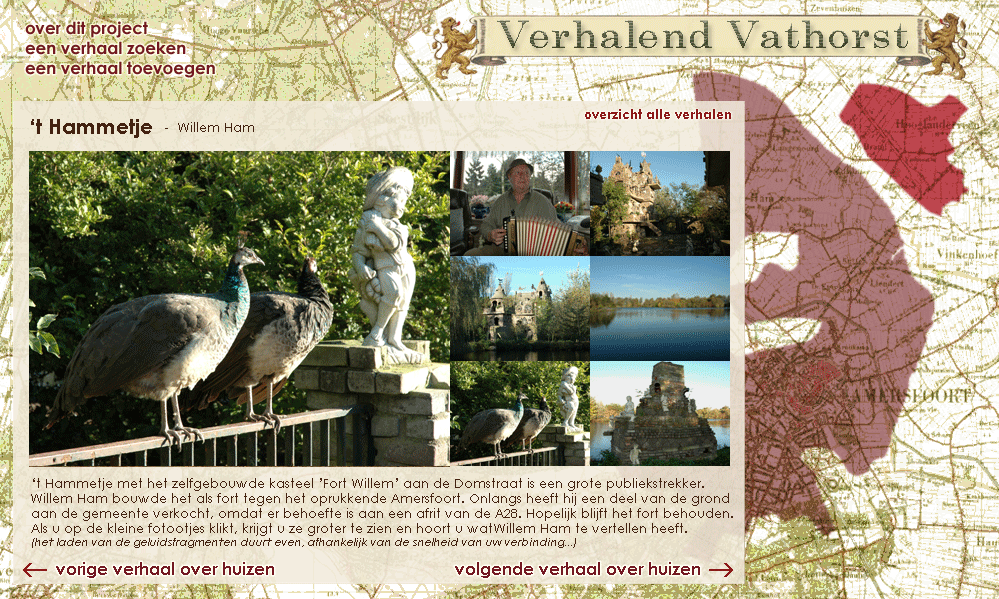 over dit project
een verhaal zoeken
een verhaal toevoegen
Verhalend Vathorst
overzicht alle verhalen
‘t Hammetje - Willem Ham
‘t Hammetje met het zelfgebouwde kasteel ’Fort Willem’ aan de Domstraat is een grote publiekstrekker.
Willem Ham bouwde het als fort tegen het oprukkende Amersfoort. Onlangs heeft hij een deel van de grond
aan de gemeente verkocht, omdat er behoefte is aan een afrit van de A28. Hopelijk blijft het fort behouden.
Als u op de kleine fotootjes klikt, krijgt u ze groter te zien en hoort u watWillem Ham te vertellen heeft.
(het laden van de geluidsfragmenten duurt even, afhankelijk van de snelheid van uw verbinding...)
vorige verhaal over huizen
volgende verhaal over huizen
Zevenhuizen
Hooglanderveen
Langenoord
Vinkenhoef
Liendert
AMERSFOORT